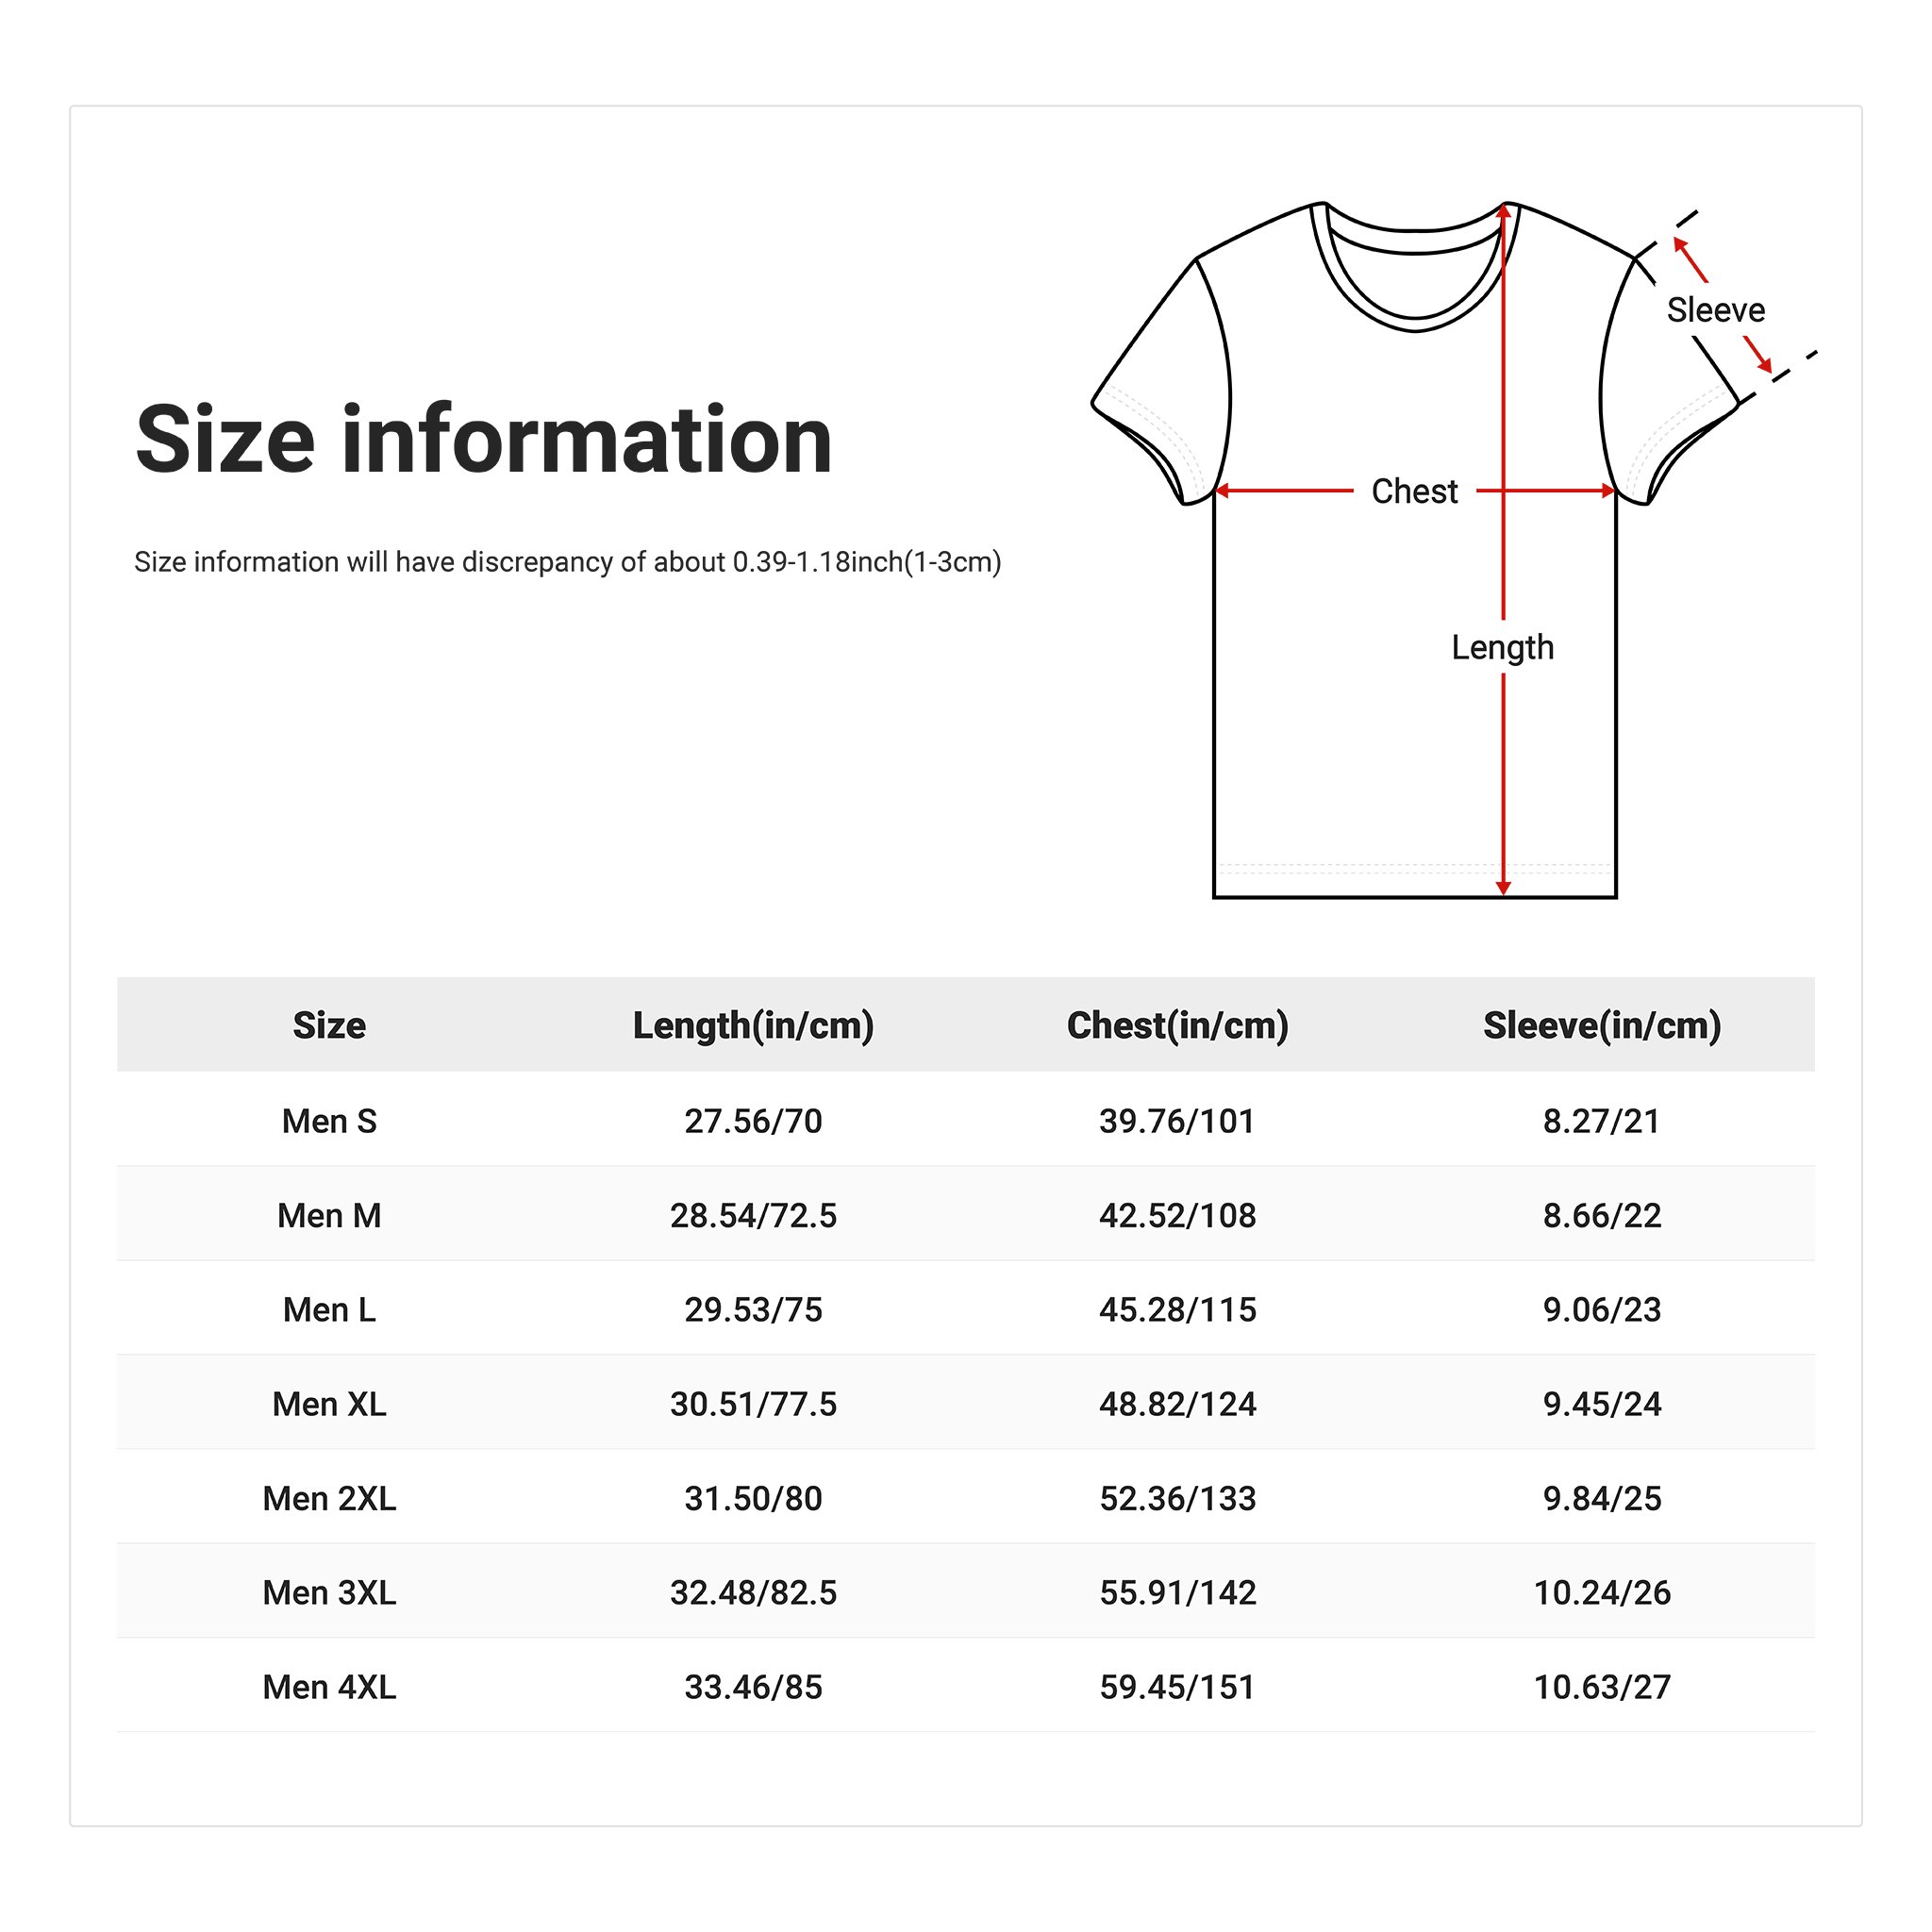 Size information
Size information will have discrepancy of about 0.39-1.18inch(1-3cm)
Sleeve
Chest
Length
Size Length(in/cm) Chest(in/cm) Sleeve(in/cm)
Men S 27.56/70 39.76/101 8.27/21
Men M 28.54/72.5 42.52/108 8.66/22
Men L 29.53/75 45.28/115 9.06/23
Men XL 30.51/77.5 48.82/124 9.45/24
Men 2XL 31.50/80 52.36/133 9.84/25
Men 3XL 32.48/82.5 55.91/142 10.24/26
Men 4XL 33.46/85 59.45/151 10.63/27